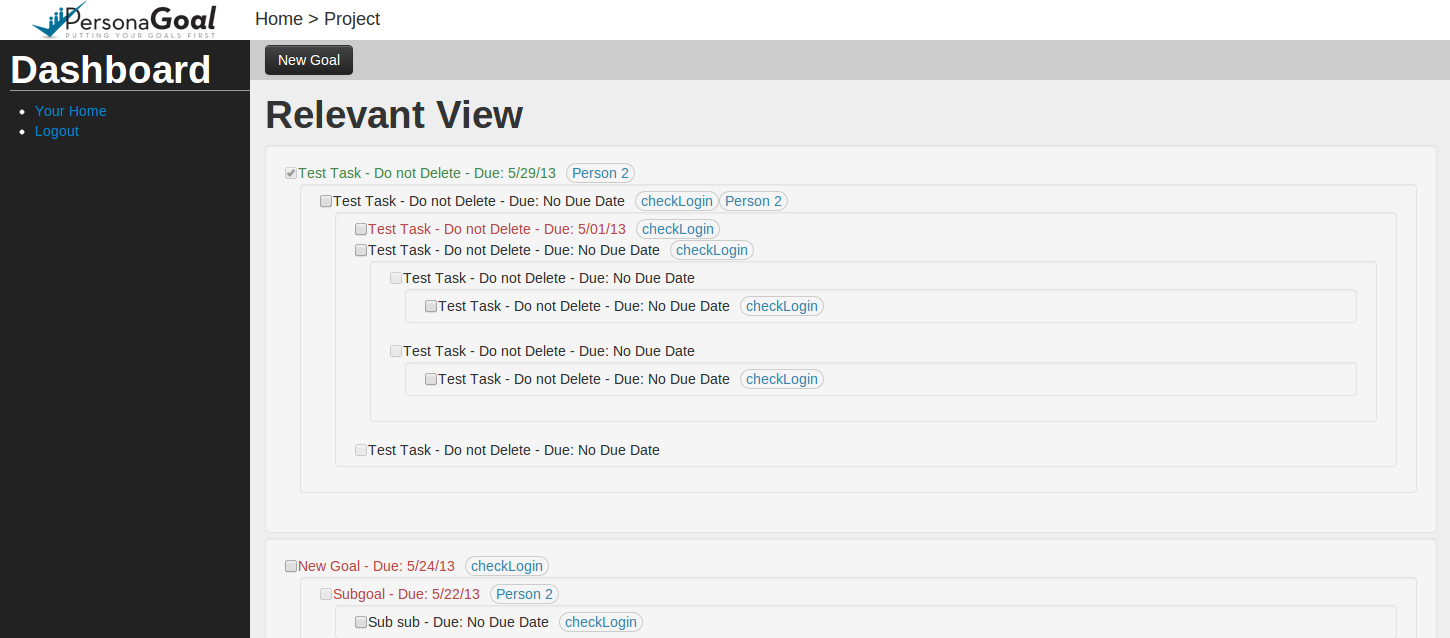 PersonaGoal
PUTTING YOUR GOALS FIRST
Home > Project
Dashboard
Your Home
Logout
New Goal
Relevant View
Test Task - Do not Delete - Due: 5/29/13 Person 2
Test Task - Do not Delete - Due: No Due Date checkLogin Person 2
Test Task - Do not Delete - Due: 5/01/13 checkLogin
Test Task - Do not Delete - Due: No Due Date checkLogin
Test Task - Do not Delete - Due: No Due Date
Test Task - Do not Delete - Due: No Due Date checkLogin
Test Task - Do not Delete - Due: No Due Date
Test Task - Do not Delete - Due: No Due Date checkLogin
Test Task - Do not Delete - Due: No Due Date
New Goal - Due: 5/24/13 checkLogin
Subgoal - Due: 5/22/13 Person 2
Sub sub - Due: No Due Date checkLogin